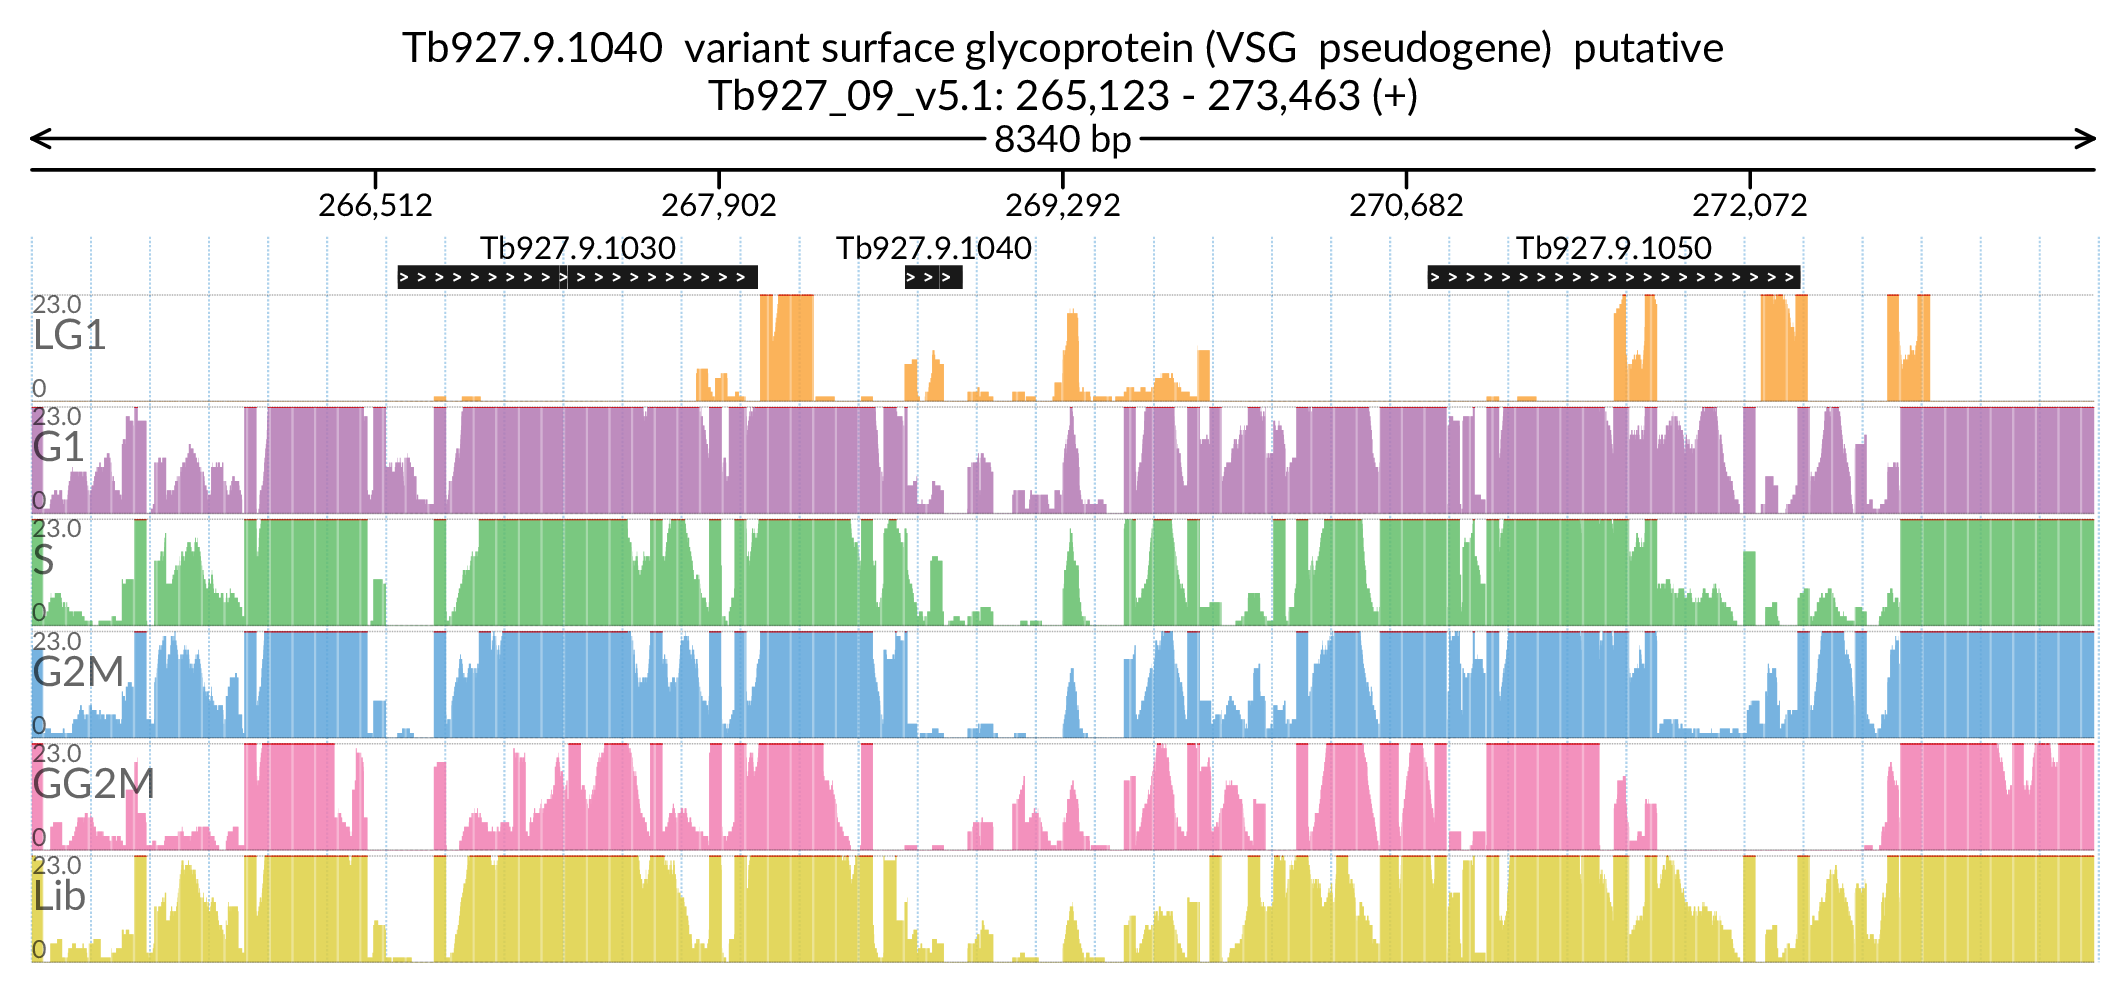 Tb927.9.1040 variant surface glycoprotein (VSG pseudogene) putative
Tb927_09_v5.1: 265,123 - 273,463 (+)
8340 bp
266,512 267,902 269,292 270,682 272,072
Tb927.9.1030 Tb927.9.1040 Tb927.9.1050
23.0
LG1
0
23.0
G1
0
23.0
S
0
23.0
G2M
0
23.0
GG2M
0
23.0
Lib
0